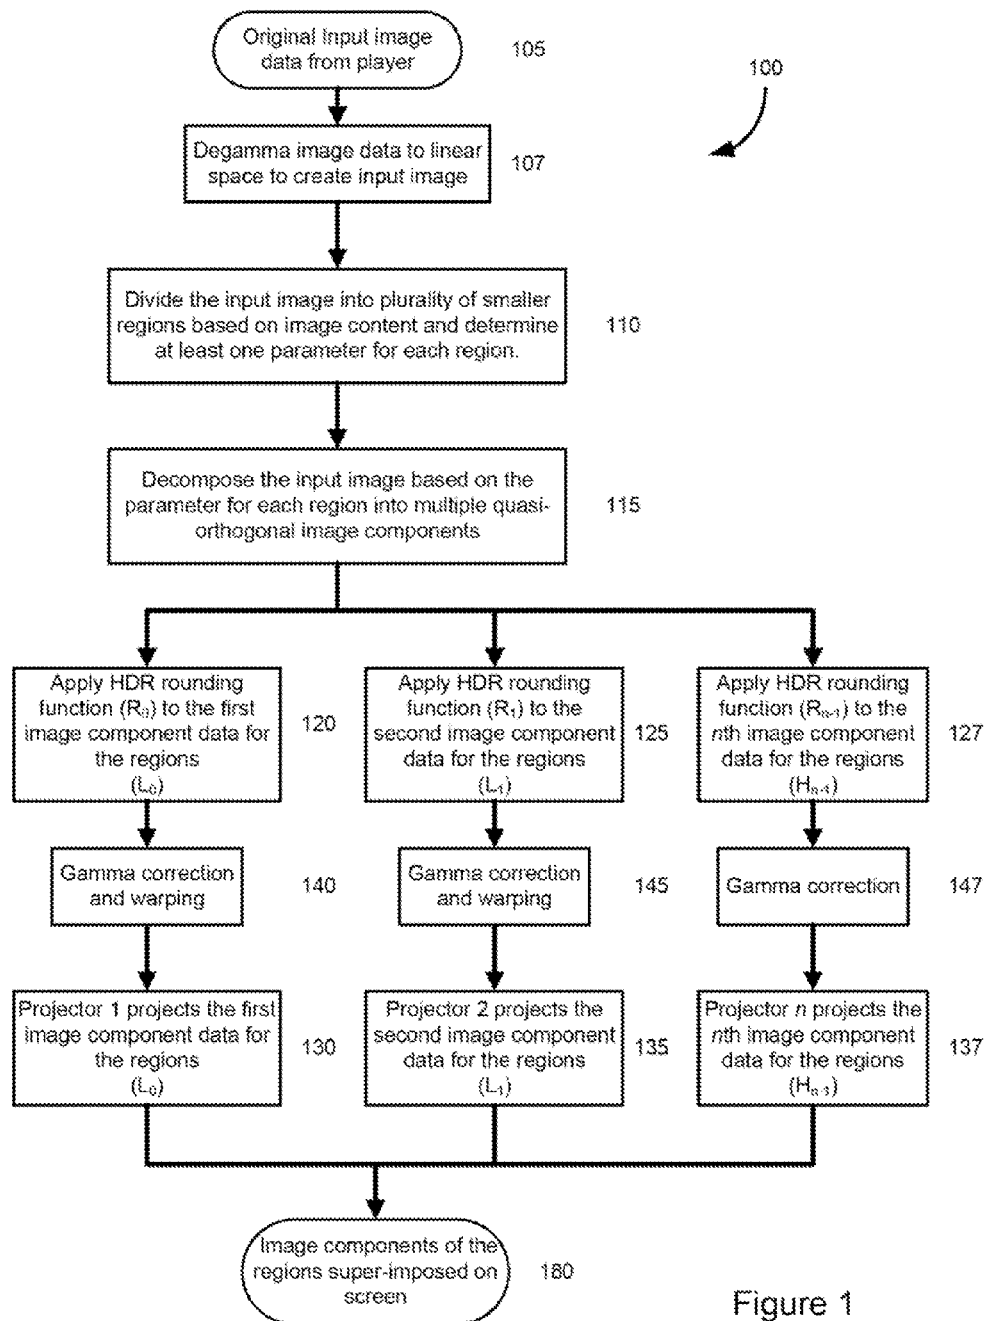 Original Input image
data from player
105
100
Degamma image data to linear
space to create input image
107
Divide the input image into plurality of smaller
regions based on image content and determine
at least one parameter for each region.
110
Decompose the input image based on the
parameter for each region into multiple quasi-
orthogonal image components
115
Apply HDR rounding
function (R₀) to the first
image component data for
the regions
(L₀)
120
Apply HDR rounding
function (R₁) to the
second image component
data for the regions
(L₁)
125
Apply HDR rounding
function (Rₙ₋₁) to the
nth image component
data for the regions
(Hₙ₋₁)
127
Gamma correction
and warping
140
Gamma correction
and warping
145
Gamma correction
147
Projector 1 projects the first
image component data for
the regions
(L₀)
130
Projector 2 projects the
second image component
data for the regions
(L₁)
135
Projector n projects the
nth image component
data for the regions
(Hₙ₋₁)
137
Image components of the
regions super-imposed on
screen
180
Figure 1